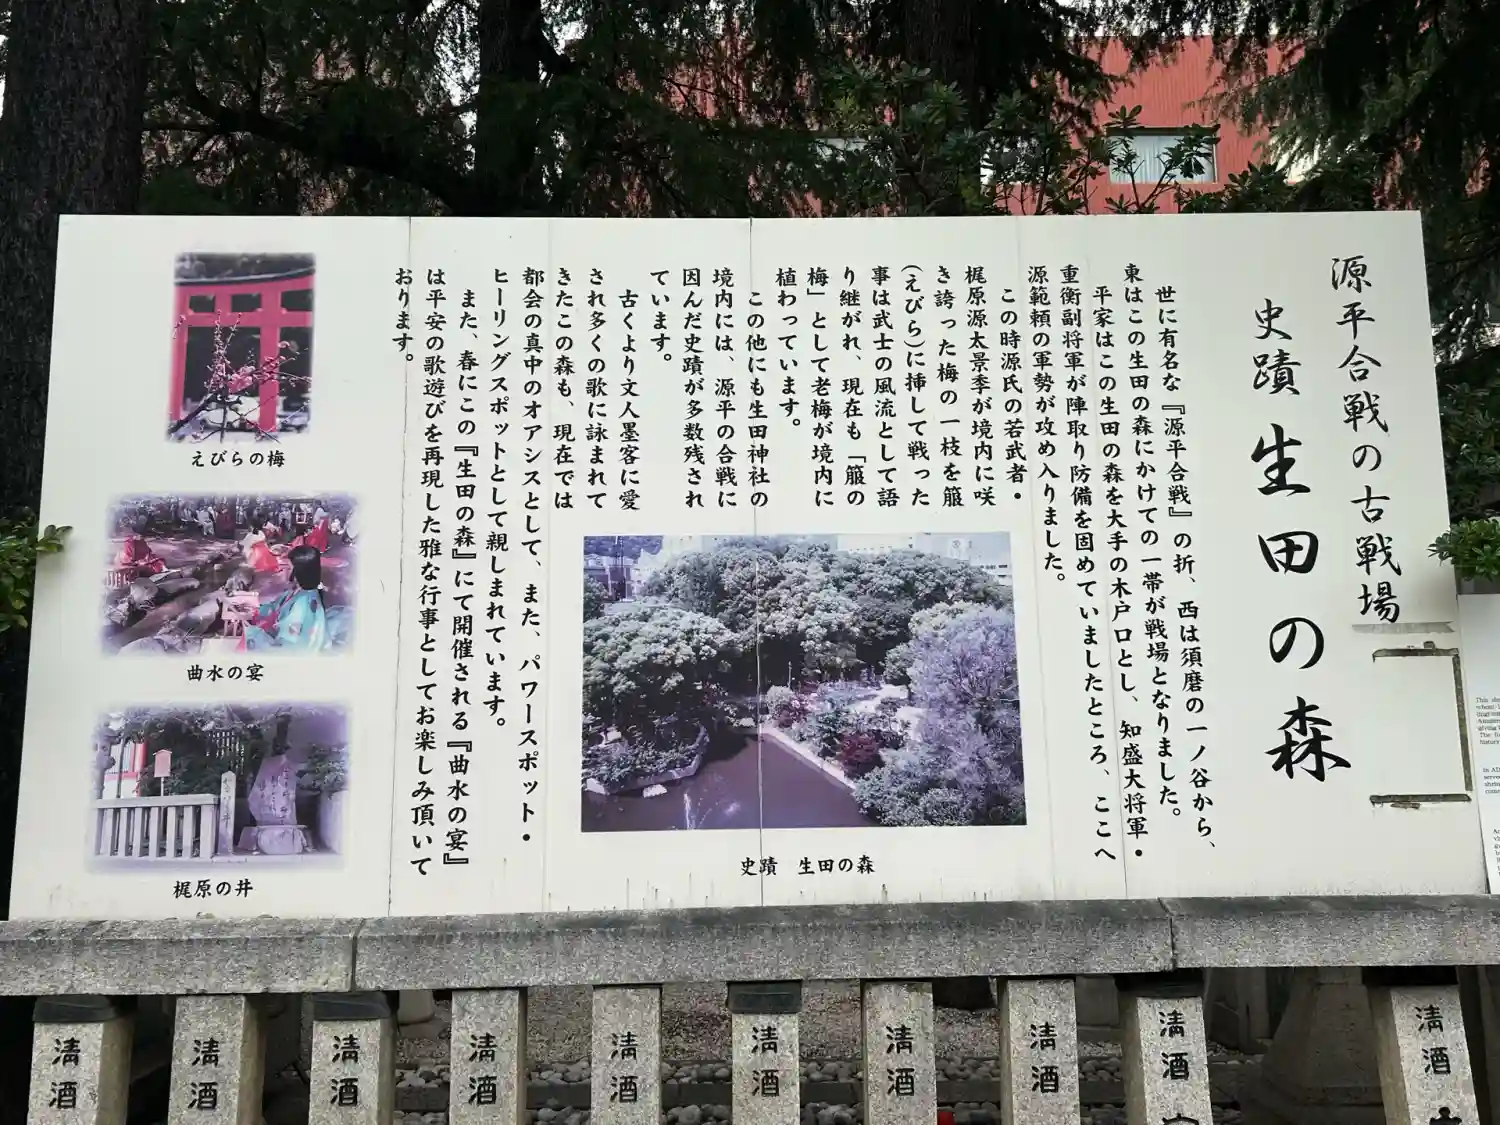 源平合戦の古戦場
史蹟 生田の森
世に有名な『源平合戦』の折、西は須磨の一ノ谷から、
東はこの生田の森にかけての一帯が戦場となりました。
平家はこの生田の森を大手の木戸口とし、知盛大将軍・
重衡副将軍が陣取り防備を固めていましたところ、ここへ
源範頼の軍勢が攻め入りました。
この時源氏の若武者・
梶原源太景季が境内に咲
き誇った梅の一枝を箙
(えびら)に挿して戦った
事は武士の風流として語
り継がれ、現在も「箙の
梅」として老梅が境内に
植わっています。
この他にも生田神社の
境内には、源平の合戦に
因んだ史蹟が多数残され
ています。
古くより文人墨客に愛
され多くの歌に詠まれて
きたこの森も、現在では
都会の真中のオアシスとして、また、パワースポット・
ヒーリングスポットとして親しまれています。
また、春にこの『生田の森』にて開催される『曲水の宴』
は平安の歌遊びを再現した雅な行事としてお楽しみ頂いて
おります。
史蹟 生田の森
えびらの梅
曲水の宴
梶原の井
清酒
清酒
清酒
清酒
清酒
清酒
清酒
清酒
清酒
清酒